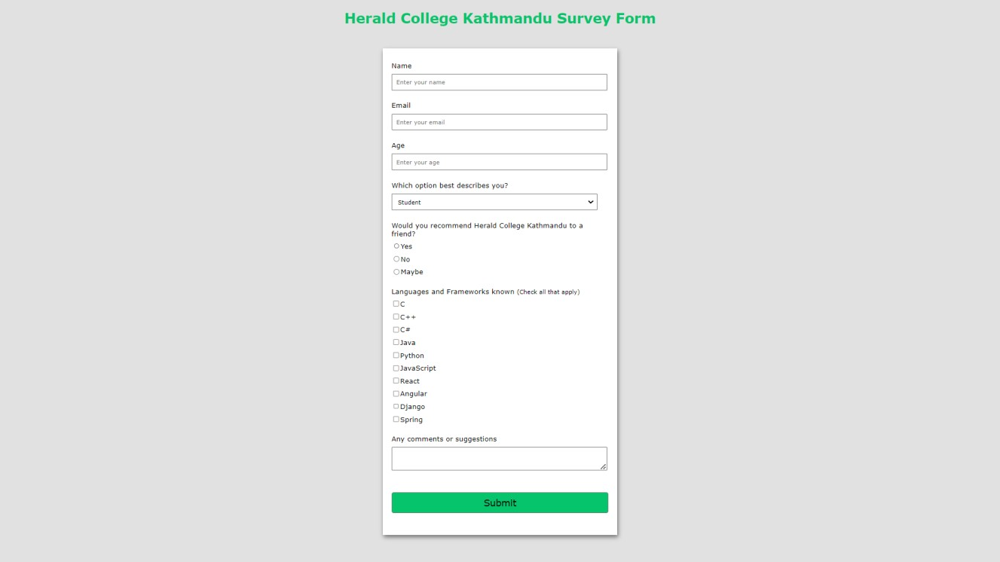 Herald College Kathmandu Survey Form
Name
Enter your name
Email
Enter your email
Age
Enter your age
Which option best describes you?
Student
Would you recommend Herald College Kathmandu to a
friend?
Yes
No
Maybe
Languages and Frameworks known (Check all that apply)
C
C++
C#
Java
Python
JavaScript
React
Angular
Django
Spring
Any comments or suggestions
Submit